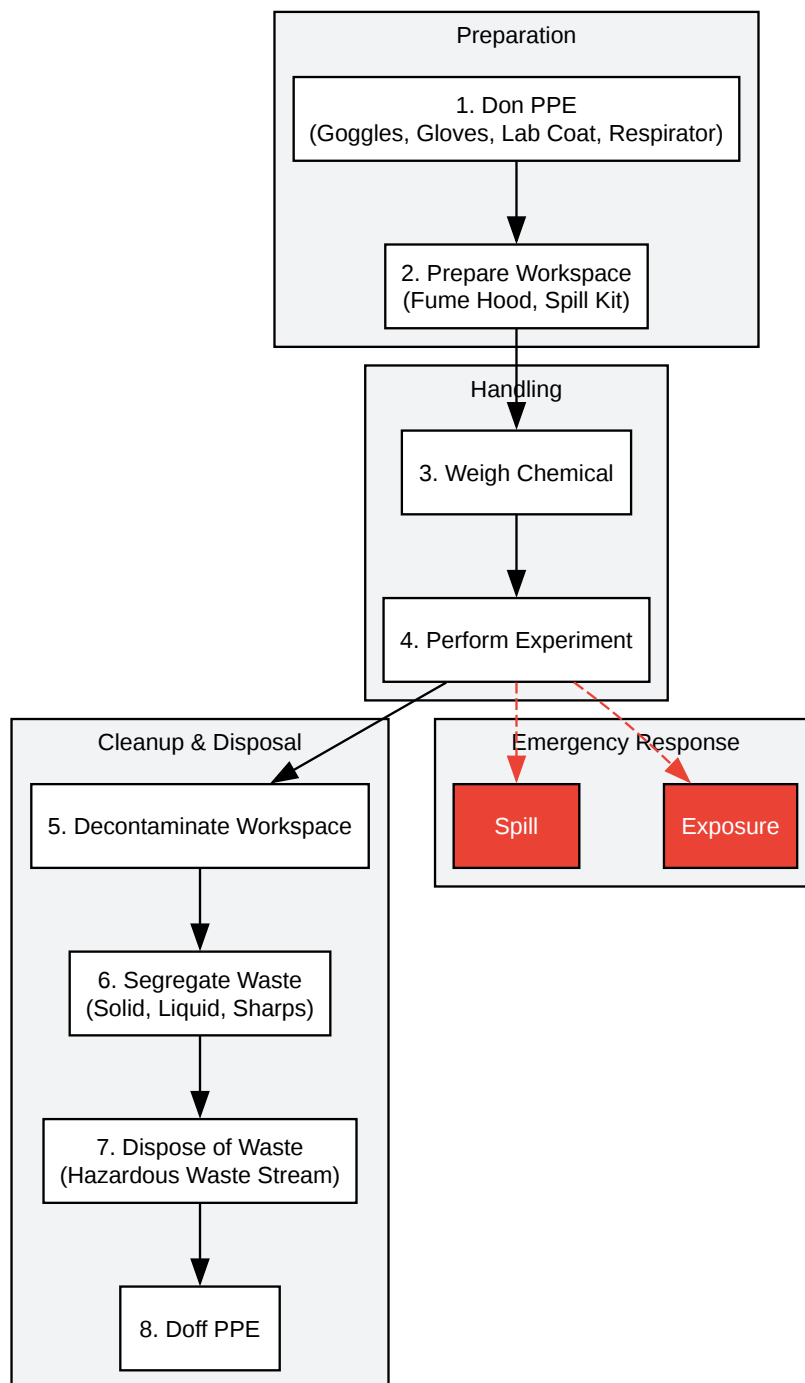 Preparation
1. Don PPE
(Goggles, Gloves, Lab Coat, Respirator)
2. Prepare Workspace
(Fume Hood, Spill Kit)
Handling
3. Weigh Chemical
4. Perform Experiment
Cleanup & Disposal
5. Decontaminate Workspace
6. Segregate Waste
(Solid, Liquid, Sharps)
7. Dispose of Waste
(Hazardous Waste Stream)
8. Doff PPE
Emergency Response
Spill
Exposure